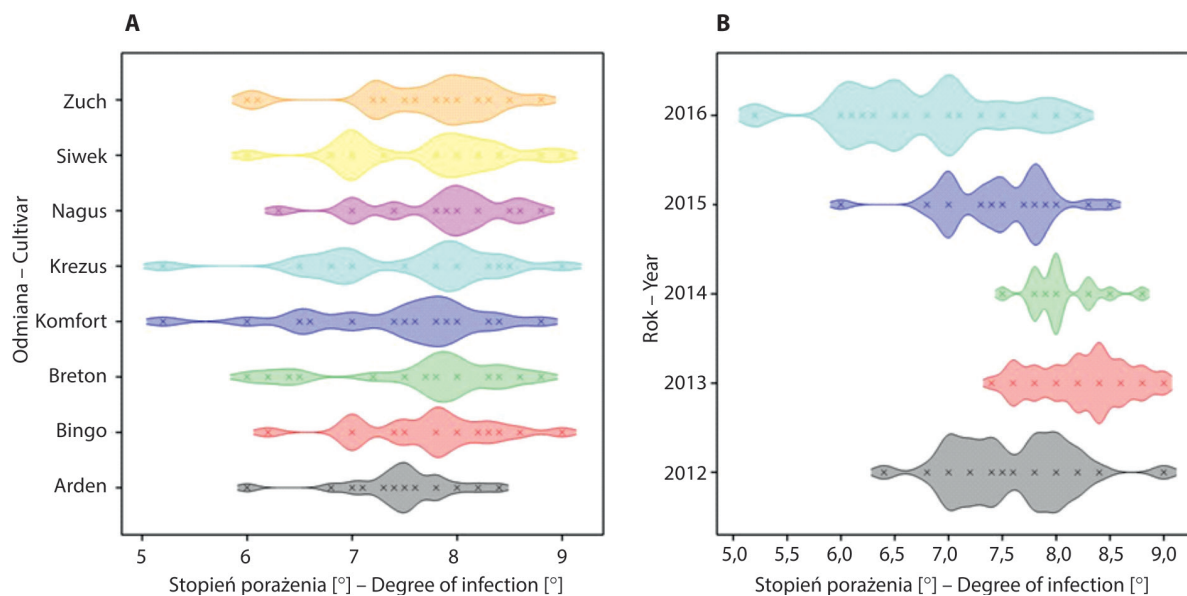 A
Odmiana – Cultivar
Zuch
Siwek
Nagus
Krezus
Komfort
Breton
Bingo
Arden
5 6 7 8 9
Stopień porażenia [°] – Degree of infection [°]
B
Rok – Year
2016
2015
2014
2013
2012
5,0 5,5 6,0 6,5 7,0 7,5 8,0 8,5 9,0
Stopień porażenia [°] – Degree of infection [°]